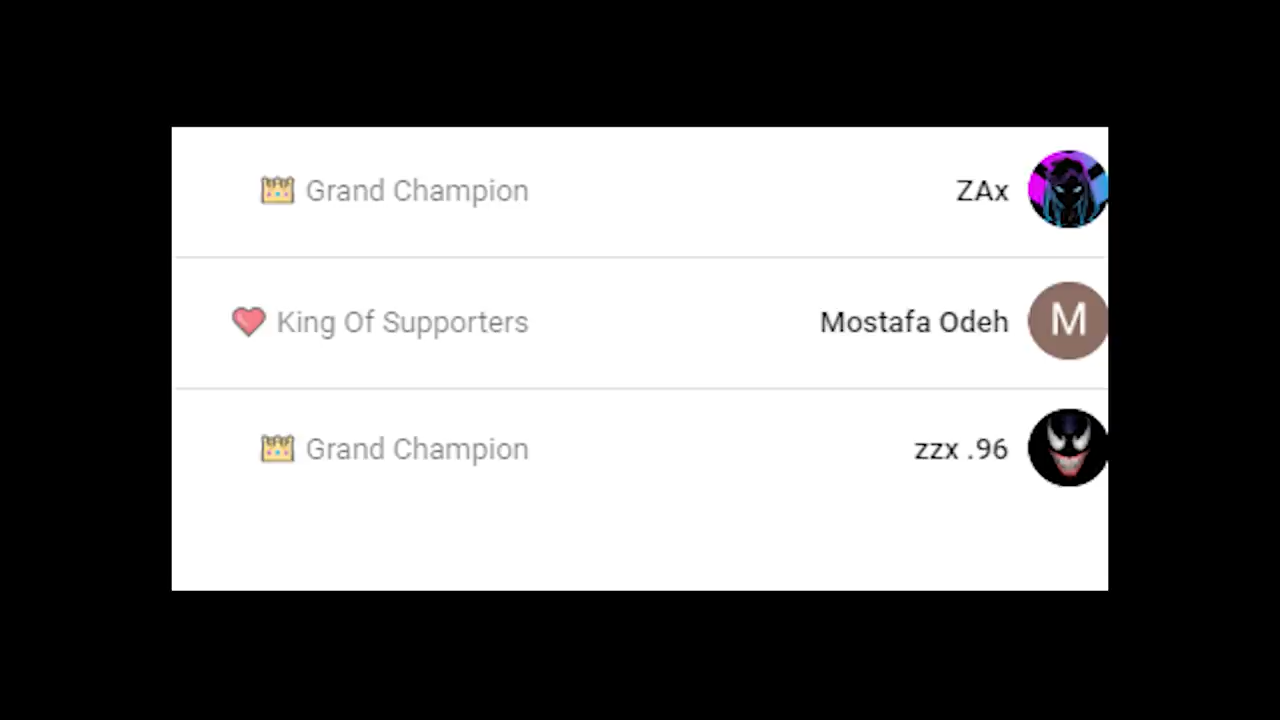 Grand Champion ZAx
King Of Supporters Mostafa Odeh M
Grand Champion zzx .96